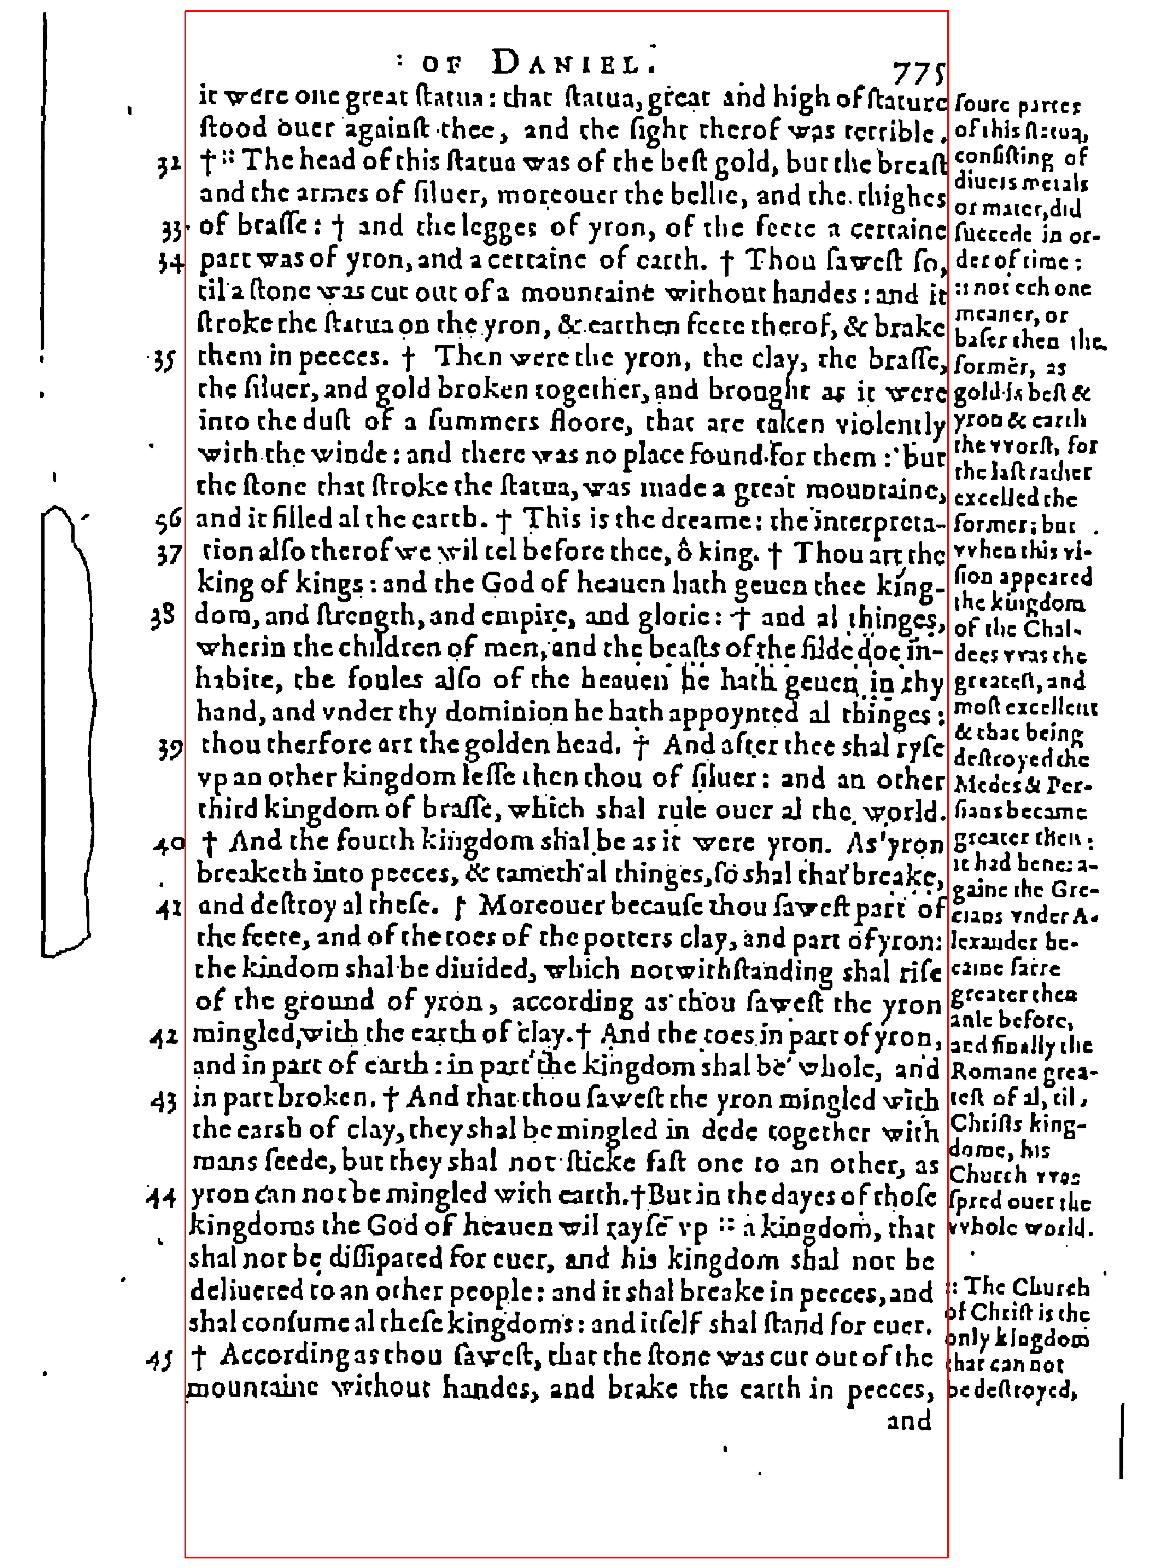 OF DANIEL. 775
it were one great ſtatua: that ſtatua, great and high of ſtature
ſtood ouer againſt thee, and the ſight therof was terrible.
32 † :: The head of this ſtatua was of the beſt gold, but the breaſt
and the armes of ſiluer, moreouer the bellie, and the thighes
33 of braſſe: † and the legges of yron, of the feete a certaine
34 part was of yron, and a certaine of earth. † Thou ſaweſt ſo,
til a ſtone was cut out of a mountaine without handes: and it
ſtroke the ſtatua on the yron, & earthen feete therof, & brake
35 them in peeces. † Then were the yron, the clay, the braſſe,
the ſiluer, and gold broken together, and brought as it were
into the duſt of a ſummers floore, that are taken violently
with the winde: and there was no place found for them: but
the ſtone that ſtroke the ſtatua, was made a great mountaine,
56 and it filled al the earth. † This is the dreame: the interpreta-
37 tion alſo therof we wil tel before thee, ô king. † Thou art the
king of kings: and the God of heauen hath geuen thee king-
38 dom, and ſtrength, and empire, and glorie: † and al thinges,
wherin the children of men, and the beaſts of the filde doe in-
habite, the foules alſo of the heauen he hath geuen in thy
hand, and vnder thy dominion he hath appoynted al thinges:
39 thou therfore art the golden head. † And after thee shal ryſe
vp an other kingdom leſſe then thou of ſiluer: and an other
third kingdom of braſſe, which shal rule ouer al the world.
40 † And the fourth kingdom shal be as it were yron. As yron
breaketh into peeces, & tameth al thinges, ſo shal that breake,
41 and deſtroy al theſe. † Moreouer becauſe thou ſaweſt part of
the feete, and of the toes of the potters clay, and part of yron:
the kindom shal be diuided, which notwithſtanding shal riſe
of the ground of yron, according as thou ſaweſt the yron
42 mingled with the earth of clay. † And the toes in part of yron,
and in part of earth: in part the kingdom shal be whole, and
43 in part broken. † And that thou ſaweſt the yron mingled with
the earsh of clay, they shal be mingled in dede together with
mans ſeede, but they shal not ſticke faſt one to an other, as
44 yron can not be mingled with earth. † But in the dayes of thoſe
kingdoms the God of heauen wil rayſe vp :: a kingdom, that
shal not be diſſipated for euer, and his kingdom shal not be
deliuered to an other people: and it shal breake in peeces, and
shal conſume al theſe kingdoms: and itſelf shal ſtand for euer.
45 † According as thou ſaweſt, that the ſtone was cut out of the
mountaine without handes, and brake the earth in peeces,
and
foure partes
of this ſtatua,
conſiſting of
diuers metals
or mater, did
ſuccede in or-
der of time:
:: not ech one
meaner, or
baſer then the
former, as
gold is beſt &
yron & earth
the vvorſt, for
the laſt rather
excelled the
former; but
vvhen this vi-
ſion appeared
the kingdom
of the Chal-
dees vvas the
greateſt, and
moſt excellent
& that being
deſtroyed the
Medes & Per-
ſians became
greater then
it had bene: a-
gaine the Gre-
cians vnder A-
lexander be-
came farre
greater then
anie before,
and finally the
Romane grea-
teſt of al, til,
Chriſts king-
dome, his
Church vvas
ſpred ouer the
vvhole world.
:: The Church
of Chriſt is the
only kingdom
that can not
be deſtroyed,